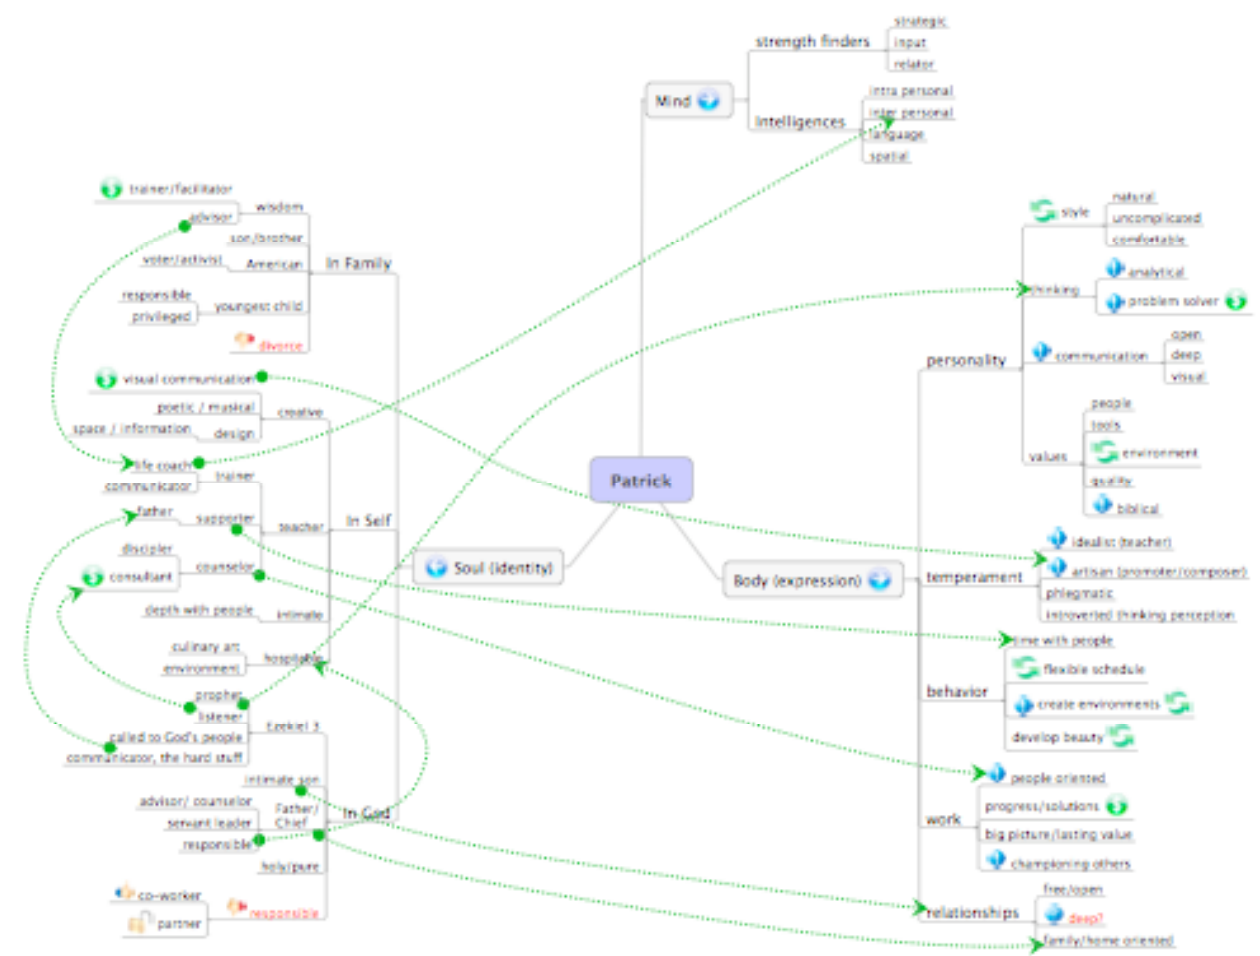 strategic
strength finders
input
relator
Mind
intra personal
inter personal
Intelligences
language
spatial
trainer/facilitator
wisdom
advisor
son/brother
voter/activist
American
In Family
responsible
youngest child
privileged
divorce
visual communication
poetic / musical
creative
space / information
design
life coach
trainer
communicator
father
supporter
teacher
In Self
discipler
counselor
consultant
depth with people
intimate
culinary art
hospitable
environment
prophet
listener
Ezekiel 3
called to God's people
communicator, the hard stuff
intimate son
advisor/ counselor
Father/
Chief
In God
servant leader
responsible
holy/pure
co-worker
responsible
partner
Patrick
Soul (identity)
Body (expression)
natural
style
uncomplicated
comfortable
analytical
thinking
problem solver
open
communication
deep
visual
personality
people
tools
values
environment
quality
biblical
idealist (teacher)
artisan (promoter/composer)
temperament
phlegmatic
introverted thinking perception
time with people
flexible schedule
behavior
create environments
develop beauty
people oriented
progress/solutions
work
big picture/lasting value
championing others
free/open
relationships
deep?
family/home oriented